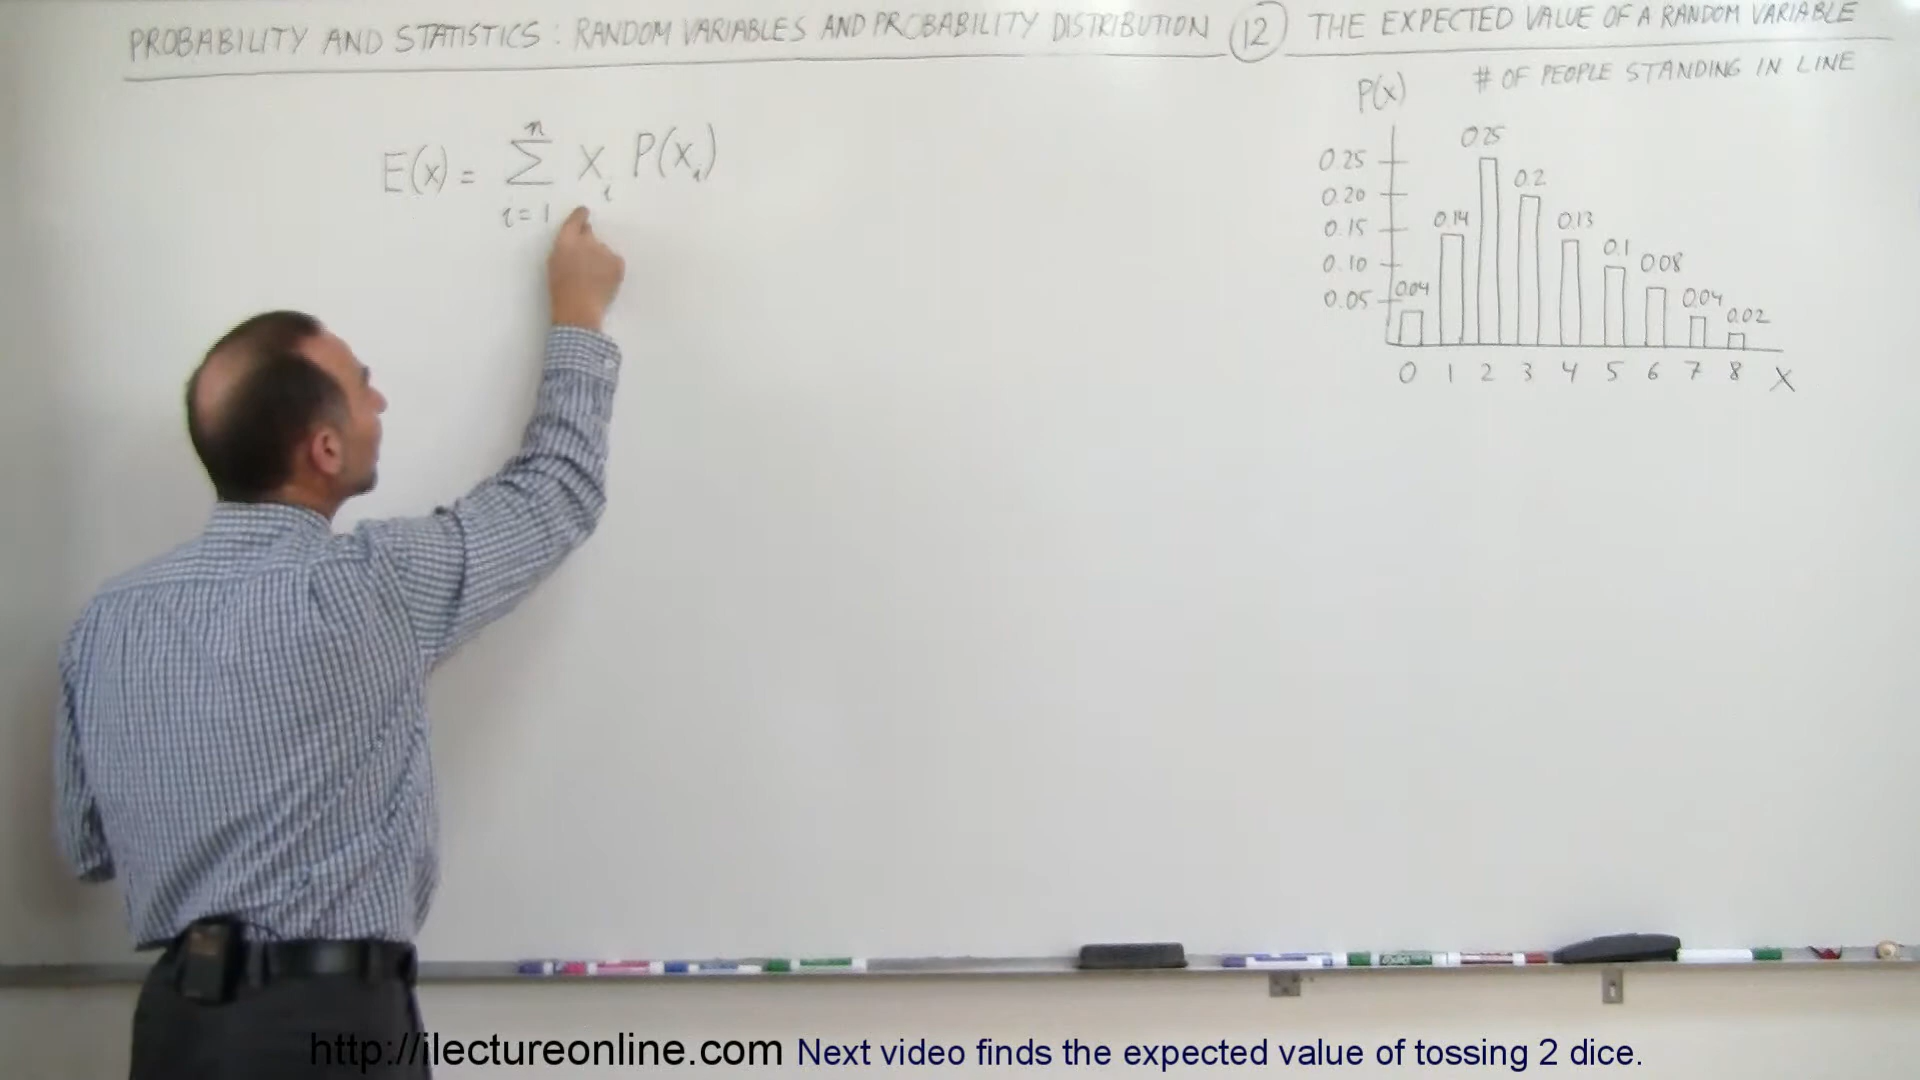 PROBABILITY AND STATISTICS: RANDOM VARIABLES AND PROBABILITY DISTRIBUTION 12 THE EXPECTED VALUE OF A RANDOM VARIABLE
# OF PEOPLE STANDING IN LINE
E(x) = n Σ i=1 Xi P(xi)
P(x)
0.25
0.20
0.15
0.10
0.05
0.04 0.14 0.25 0.2 0.13 0.1 0.08 0.04 0.02
0 1 2 3 4 5 6 7 8 X
http://ilectureonline.com Next video finds the expected value of tossing 2 dice.